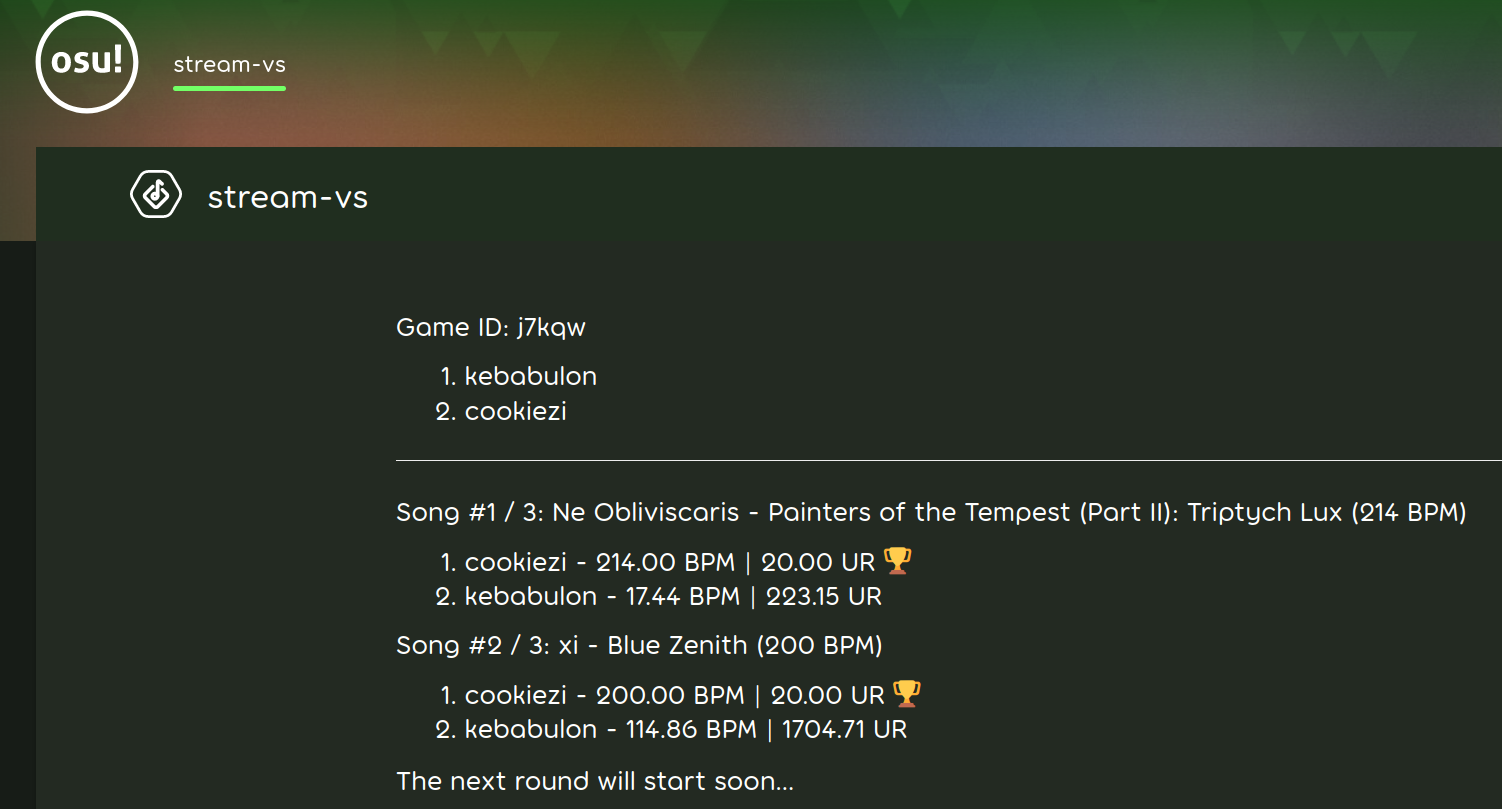 osu!
stream-vs
stream-vs
Game ID: j7kqw
1. kebabulon
2. cookiezi
Song #1 / 3: Ne Obliviscaris - Painters of the Tempest (Part II): Triptych Lux (214 BPM)
1. cookiezi - 214.00 BPM | 20.00 UR 🏆
2. kebabulon - 17.44 BPM | 223.15 UR
Song #2 / 3: xi - Blue Zenith (200 BPM)
1. cookiezi - 200.00 BPM | 20.00 UR 🏆
2. kebabulon - 114.86 BPM | 1704.71 UR
The next round will start soon...